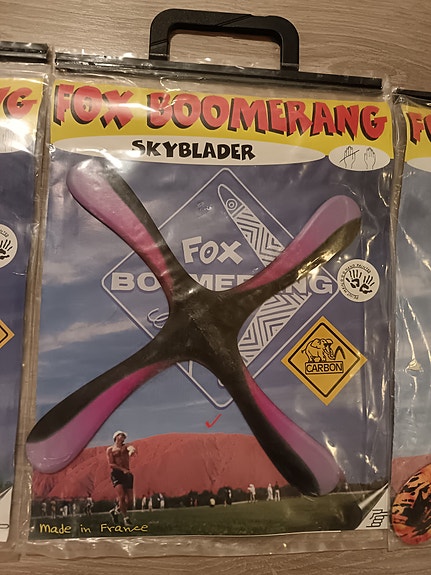 FOX BOOMERANG
SKYBLADER
FOX
BOOMERANG
CARBON
Made in France